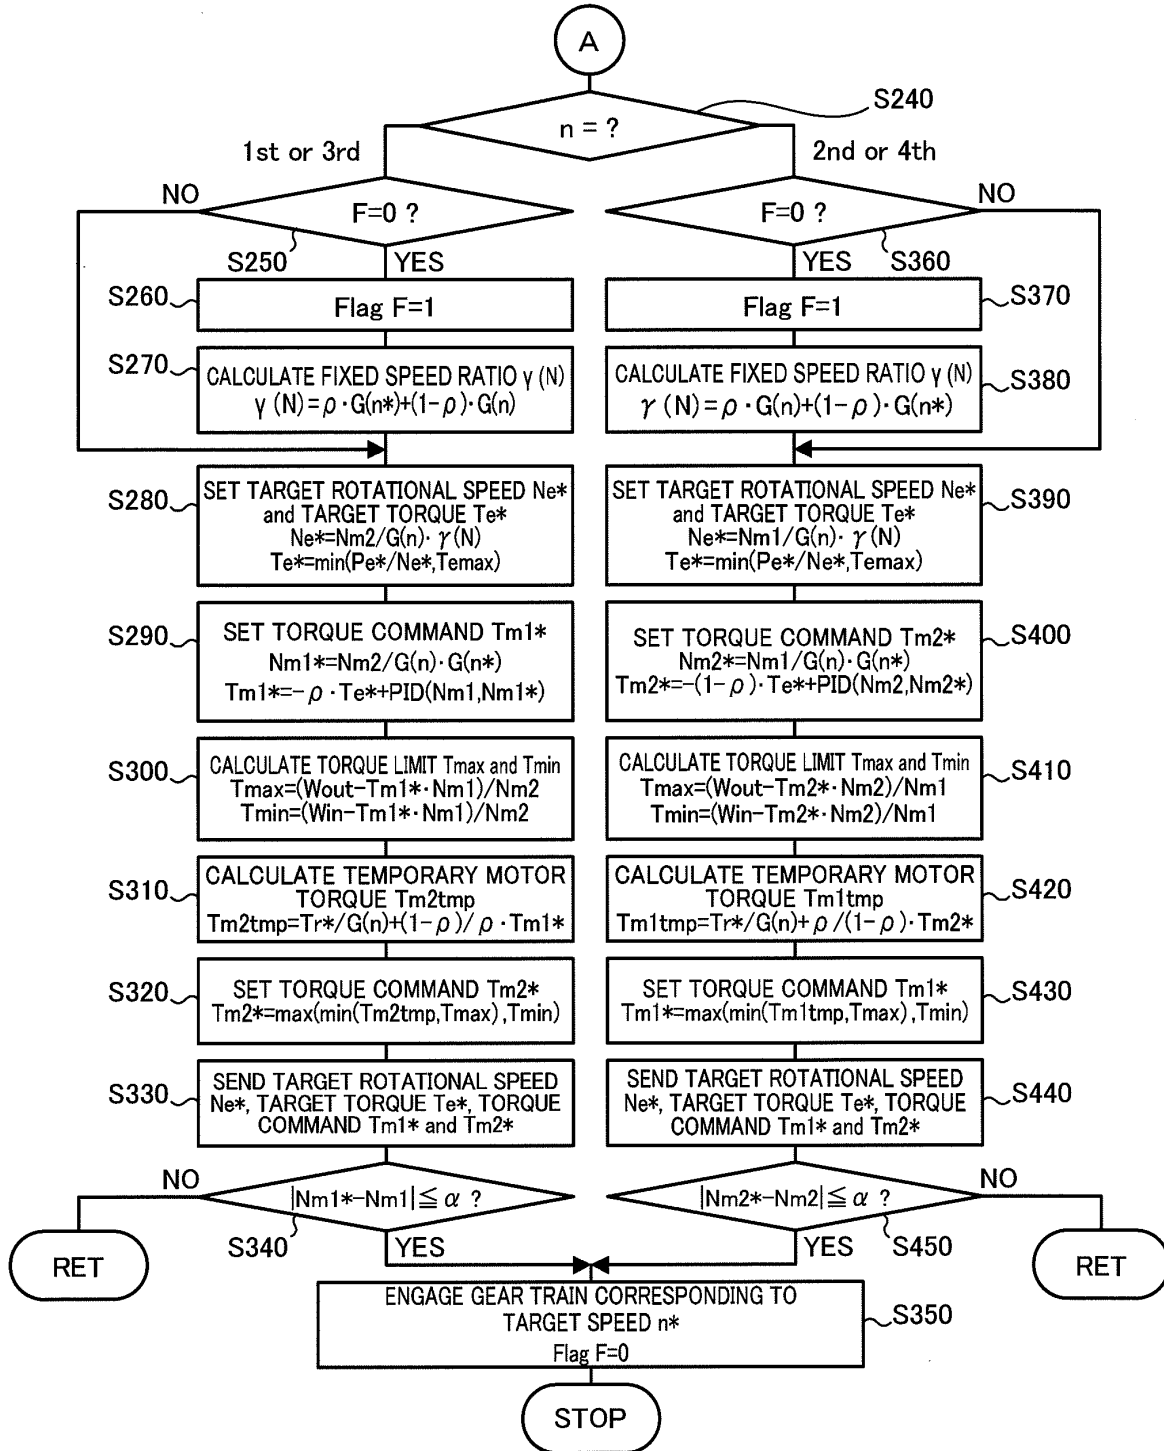 A
n = ?
S240
1st or 3rd
2nd or 4th
NO
F=0 ?
S250
YES
S260
Flag F=1
S270
CALCULATE FIXED SPEED RATIO γ(N)
γ(N)=ρ・G(n*)+(1-ρ)・G(n)
S280
SET TARGET ROTATIONAL SPEED Ne*
and TARGET TORQUE Te*
Ne*=Nm2/G(n)・γ(N)
Te*=min(Pe*/Ne*,Temax)
S290
SET TORQUE COMMAND Tm1*
Nm1*=Nm2/G(n)・G(n*)
Tm1*=-ρ・Te*+PID(Nm1,Nm1*)
S300
CALCULATE TORQUE LIMIT Tmax and Tmin
Tmax=(Wout-Tm1*・Nm1)/Nm2
Tmin=(Win-Tm1*・Nm1)/Nm2
S310
CALCULATE TEMPORARY MOTOR
TORQUE Tm2tmp
Tm2tmp=Tr*/G(n)+(1-ρ)/ρ・Tm1*
S320
SET TORQUE COMMAND Tm2*
Tm2*=max(min(Tm2tmp,Tmax),Tmin)
S330
SEND TARGET ROTATIONAL SPEED
Ne*, TARGET TORQUE Te*, TORQUE
COMMAND Tm1* and Tm2*
NO
|Nm1*-Nm1|≦α ?
S340
YES
RET
F=0 ?
NO
S360
YES
Flag F=1
S370
CALCULATE FIXED SPEED RATIO γ(N)
γ(N)=ρ・G(n)+(1-ρ)・G(n*)
S380
SET TARGET ROTATIONAL SPEED Ne*
and TARGET TORQUE Te*
Ne*=Nm1/G(n)・γ(N)
Te*=min(Pe*/Ne*,Temax)
S390
SET TORQUE COMMAND Tm2*
Nm2*=Nm1/G(n)・G(n*)
Tm2*=-(1-ρ)・Te*+PID(Nm2,Nm2*)
S400
CALCULATE TORQUE LIMIT Tmax and Tmin
Tmax=(Wout-Tm2*・Nm2)/Nm1
Tmin=(Win-Tm2*・Nm2)/Nm1
S410
CALCULATE TEMPORARY MOTOR
TORQUE Tm1tmp
Tm1tmp=Tr*/G(n)+ρ/(1-ρ)・Tm2*
S420
SET TORQUE COMMAND Tm1*
Tm1*=max(min(Tm1tmp,Tmax),Tmin)
S430
SEND TARGET ROTATIONAL SPEED
Ne*, TARGET TORQUE Te*, TORQUE
COMMAND Tm1* and Tm2*
S440
|Nm2*-Nm2|≦α ?
NO
S450
YES
RET
ENGAGE GEAR TRAIN CORRESPONDING TO
TARGET SPEED n*
Flag F=0
S350
STOP